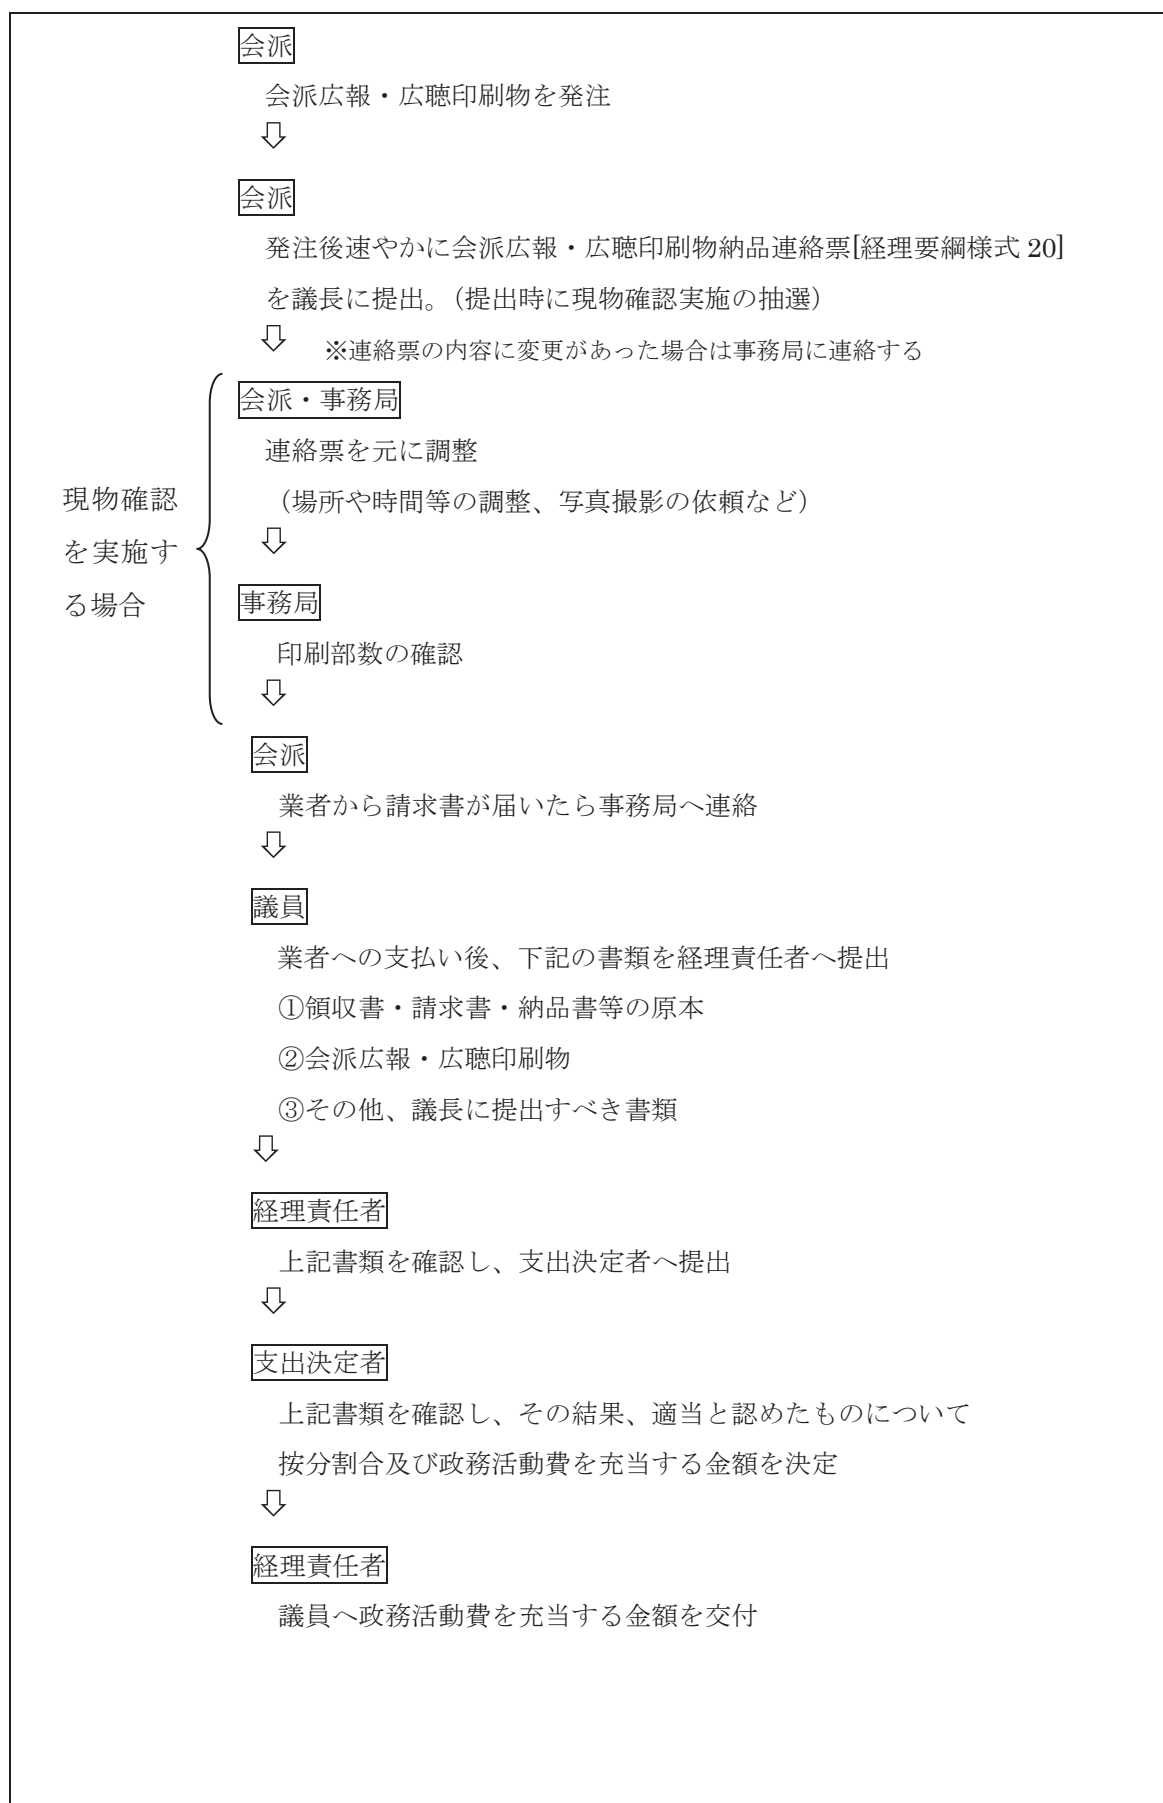 会派
会派広報・広聴印刷物を発注
⇩
会派
発注後速やかに会派広報・広聴印刷物納品連絡票[経理要綱様式 20]
を議長に提出。（提出時に現物確認実施の抽選）
⇩ ※連絡票の内容に変更があった場合は事務局に連絡する
現物確認
を実施す
る場合
会派・事務局
連絡票を元に調整
（場所や時間等の調整、写真撮影の依頼など）
⇩
事務局
印刷部数の確認
⇩
会派
業者から請求書が届いたら事務局へ連絡
⇩
議員
業者への支払い後、下記の書類を経理責任者へ提出
①領収書・請求書・納品書等の原本
②会派広報・広聴印刷物
③その他、議長に提出すべき書類
⇩
経理責任者
上記書類を確認し、支出決定者へ提出
⇩
支出決定者
上記書類を確認し、その結果、適当と認めたものについて
按分割合及び政務活動費を充当する金額を決定
⇩
経理責任者
議員へ政務活動費を充当する金額を交付